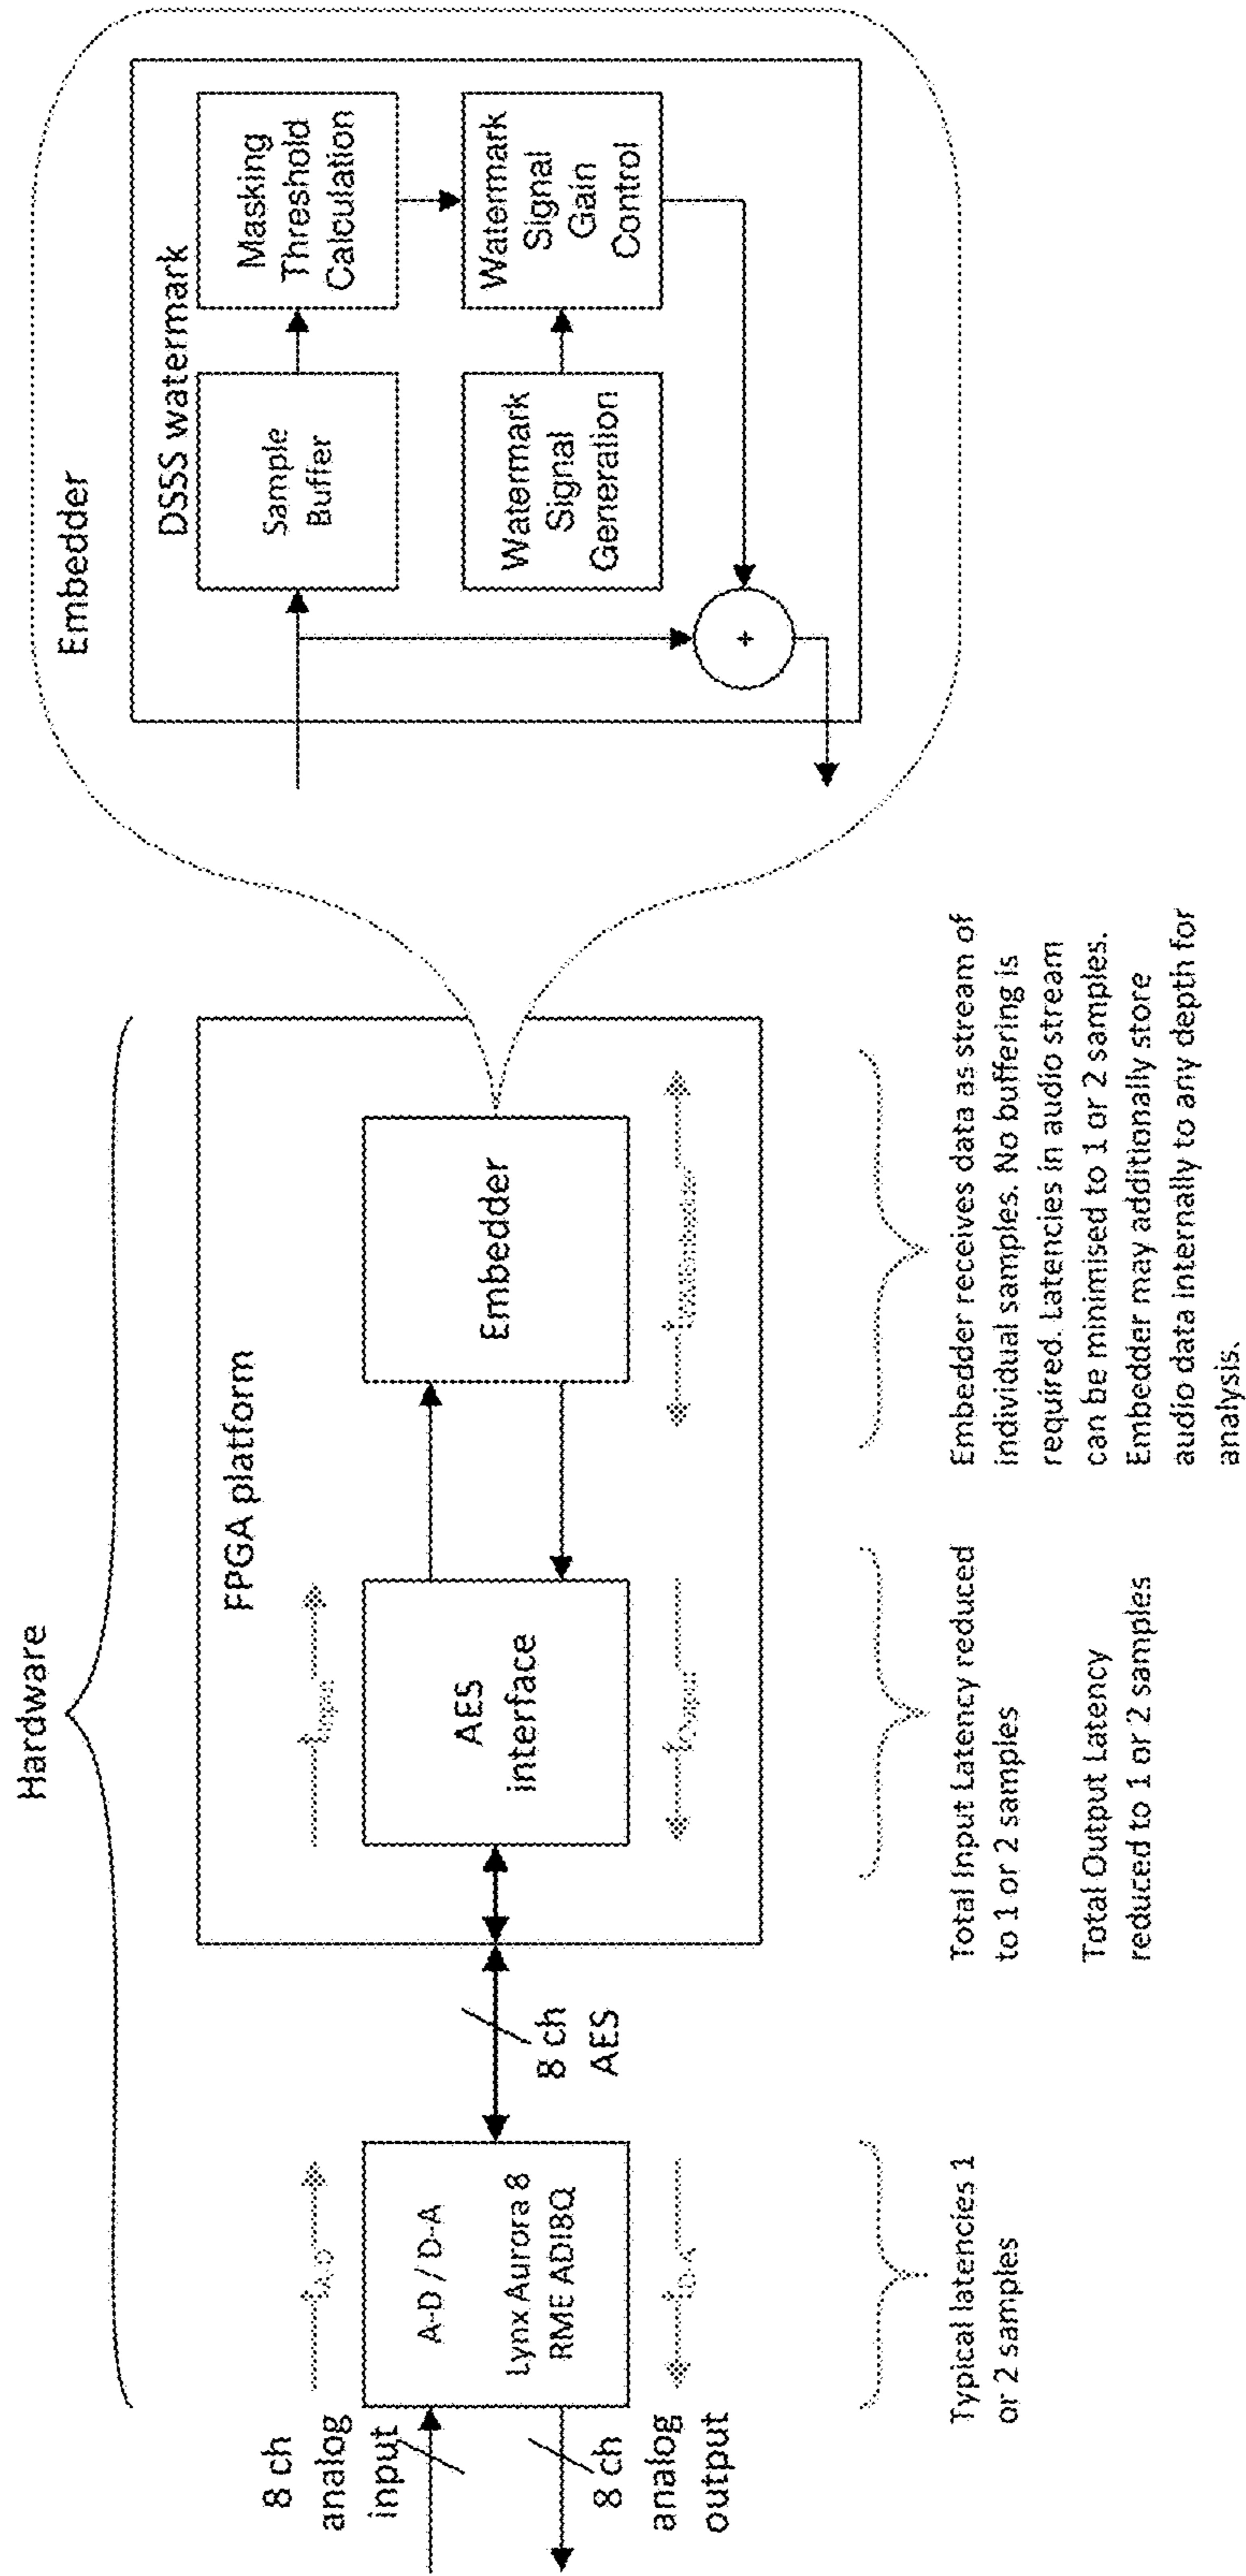 Hardware
8 ch
analog
input
8 ch
analog
output
A-D / D-A
Lynx Aurora 8
RME ADI8Q
8 ch
AES
FPGA platform
AES
interface
Embedder
Typical latencies 1
or 2 samples
Total Input Latency reduced
to 1 or 2 samples
Total Output Latency
reduced to 1 or 2 samples
Embedder receives data as stream of
individual samples. No buffering is
required. Latencies in audio stream
can be minimised to 1 or 2 samples.
Embedder may additionally store
audio data internally to any depth for
analysis.
Embedder
DSSS watermark
Sample
Buffer
Masking
Threshold
Calculation
Watermark
Signal
Generation
Watermark
Signal
Gain
Control
+